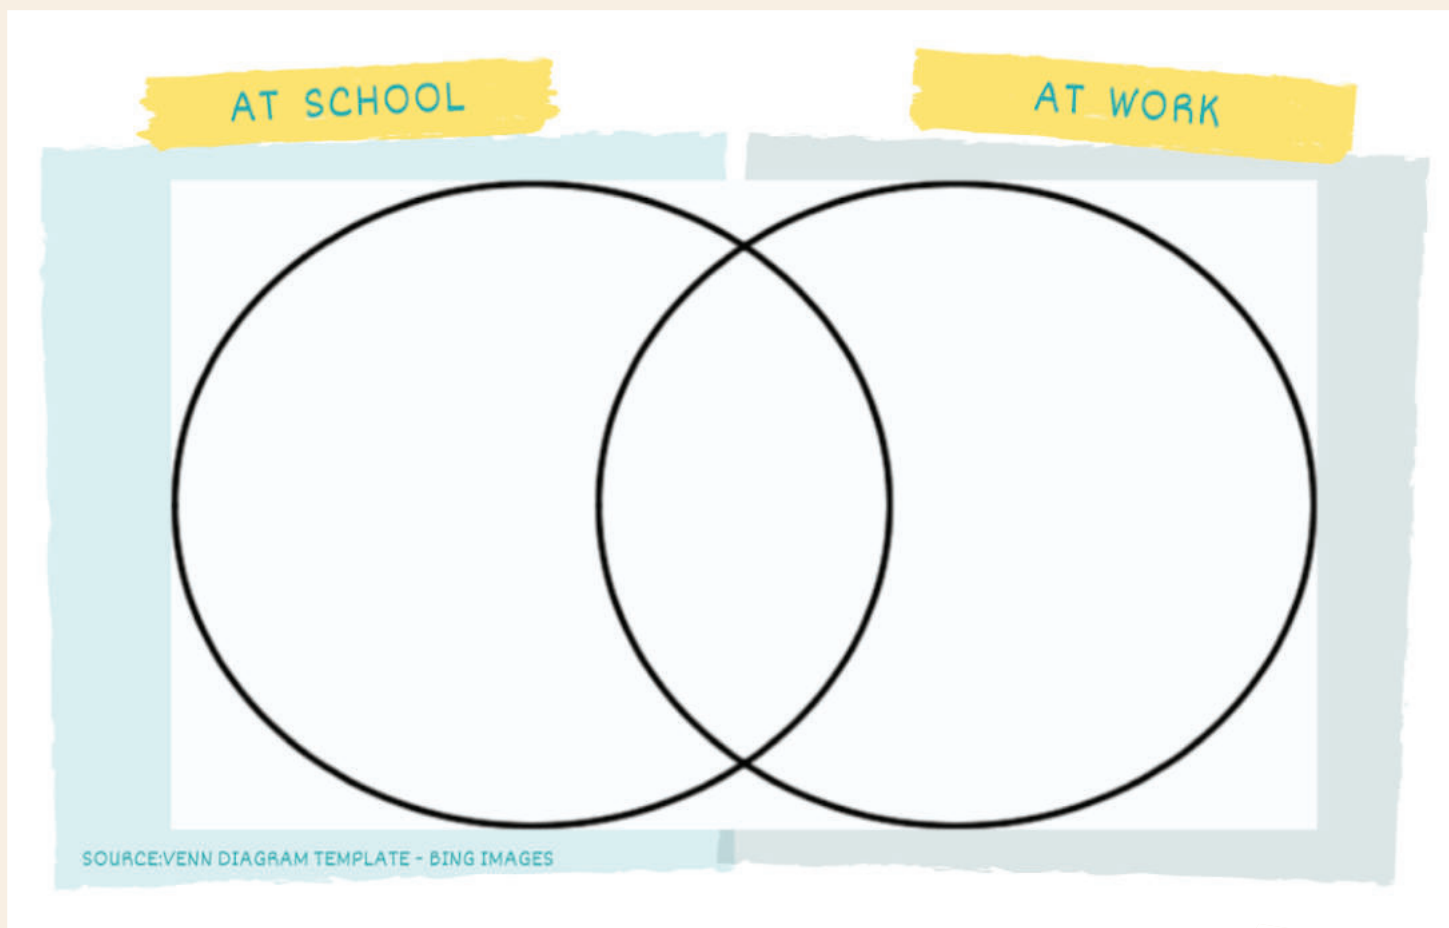 AT SCHOOL
AT WORK
SOURCE:VENN DIAGRAM TEMPLATE - BING IMAGES